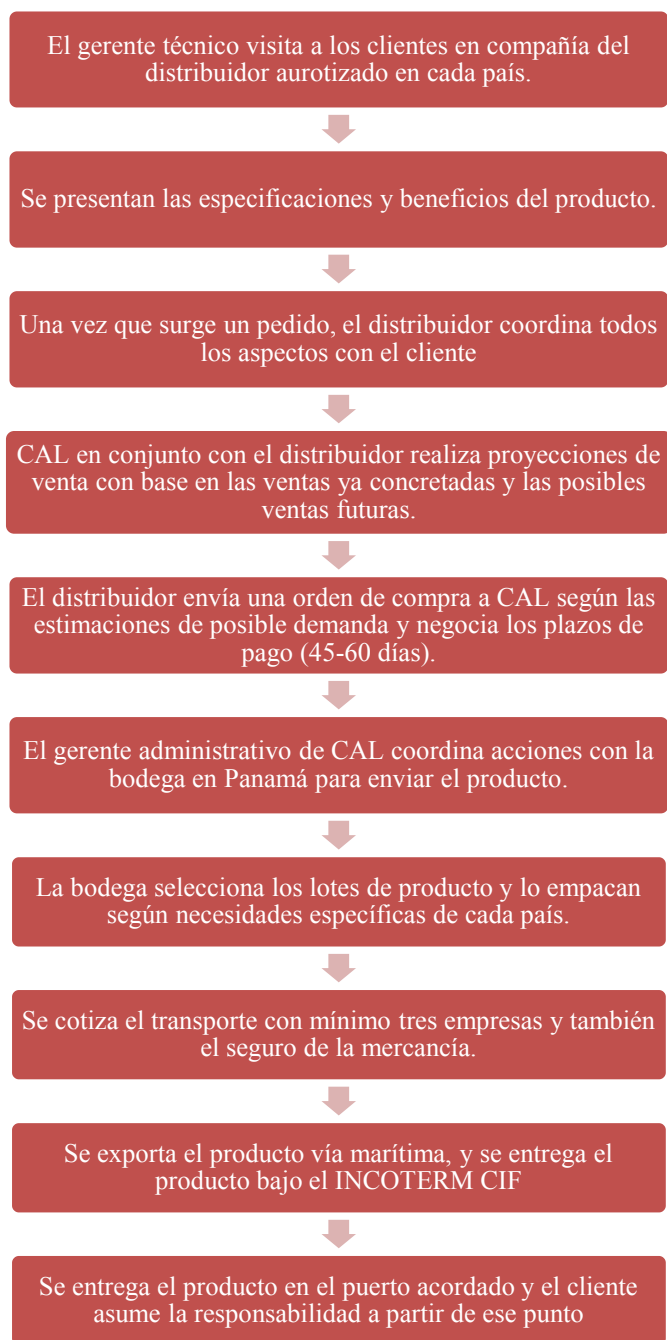 El gerente técnico visita a los clientes en compañía del
distribuidor aurotizado en cada país.
Se presentan las especificaciones y beneficios del producto.
Una vez que surge un pedido, el distribuidor coordina todos
los aspectos con el cliente
CAL en conjunto con el distribuidor realiza proyecciones de
venta con base en las ventas ya concretadas y las posibles
ventas futuras.
El distribuidor envía una orden de compra a CAL según las
estimaciones de posible demanda y negocia los plazos de
pago (45-60 días).
El gerente administrativo de CAL coordina acciones con la
bodega en Panamá para enviar el producto.
La bodega selecciona los lotes de producto y lo empacan
según necesidades específicas de cada país.
Se cotiza el transporte con mínimo tres empresas y también
el seguro de la mercancía.
Se exporta el producto vía marítima, y se entrega el
producto bajo el INCOTERM CIF
Se entrega el producto en el puerto acordado y el cliente
asume la responsabilidad a partir de ese punto